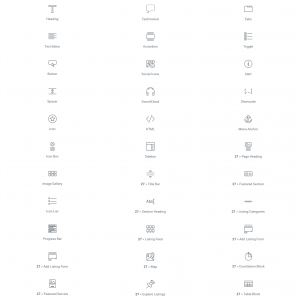 Heading
Testimonial
Tabs
Text Editor
Accordion
Toggle
Button
Social Icons
Alert
Spacer
SoundCloud
Shortcode
Icon
HTML
Menu Anchor
Icon Box
Sidebar
27 > Page Heading
Image Gallery
27 > Title Bar
27 > Featured Section
Icon List
27 > Section Heading
27 > Listing Categories
Progress Bar
27 > Listing Feed
27 > Add Listing Form
27 > Add Listing Form
27 > Map
27 > Countdown Block
27 > Featured Service
27 > Explore Listings
27 > Table Block